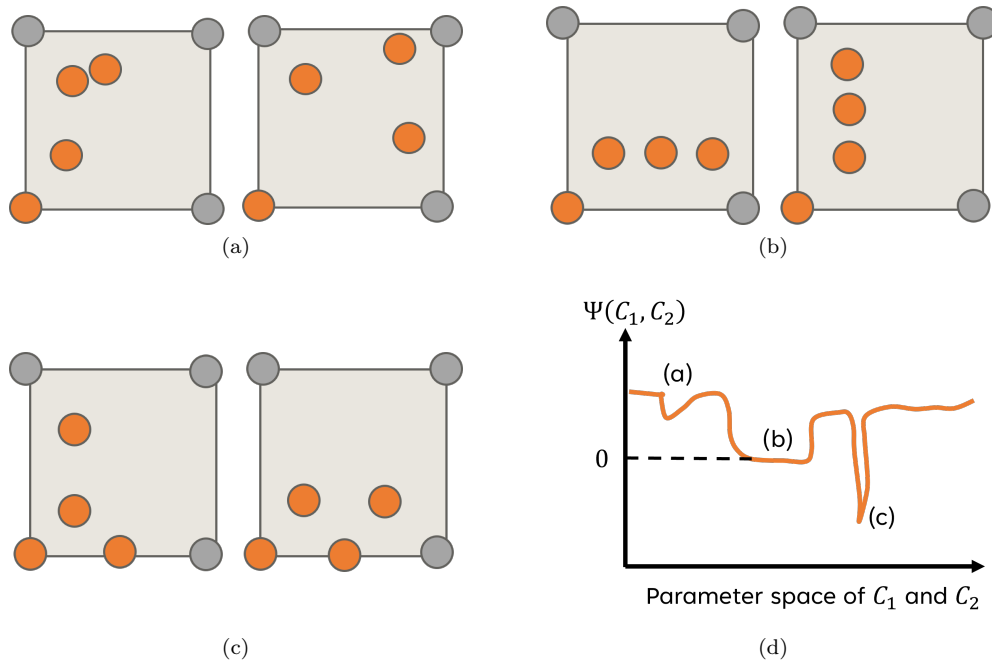 (a)
(b)
Ψ(C₁, C₂)
(a)
(b)
0
(c)
Parameter space of C₁ and C₂
(c)
(d)